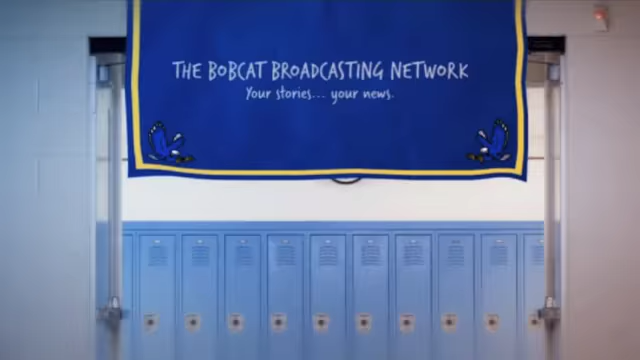 THE BOBCAT BROADCASTING NETWORK
Your stories... your news.